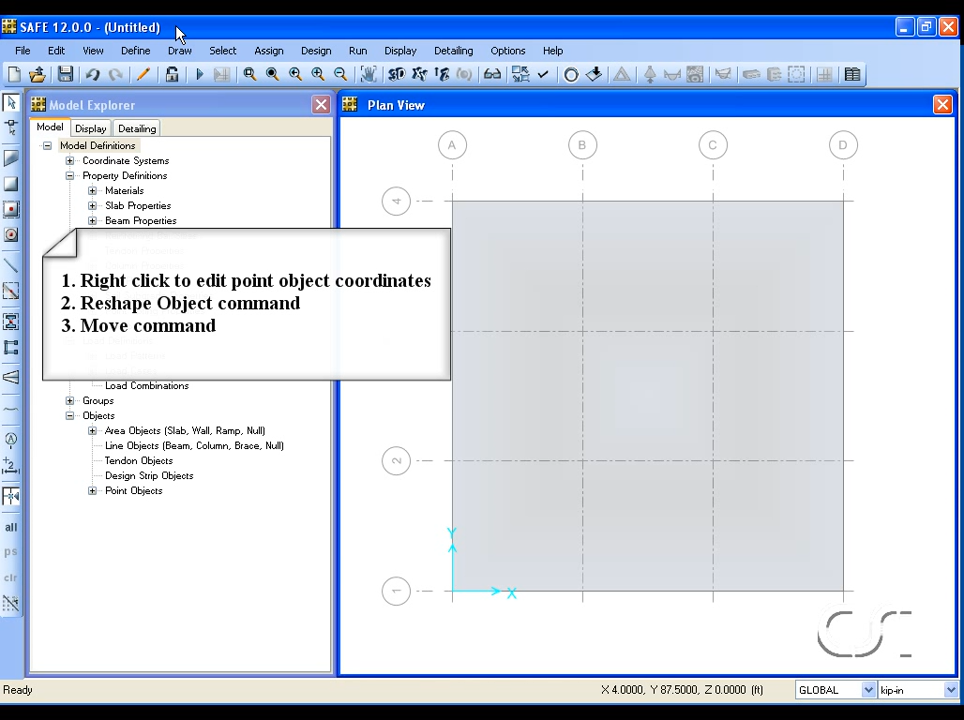 SAFE 12.0.0 - (Untitled)
File Edit View Define Draw Select Assign Design Run Display Detailing Options Help
Model Explorer
Model Display Detailing
Model Definitions
Coordinate Systems
Property Definitions
Materials
Slab Properties
Beam Properties
1. Right click to edit point object coordinates
2. Reshape Object command
3. Move command
Load Combinations
Groups
Objects
Area Objects (Slab, Wall, Ramp, Null)
Line Objects (Beam, Column, Brace, Null)
Tendon Objects
Design Strip Objects
Point Objects
all
ps
clr
Plan View
A B C D
4
2
1
Y
X
CSI
Ready
X 4.0000, Y 87.5000, Z 0.0000 (ft)
GLOBAL
kip-in